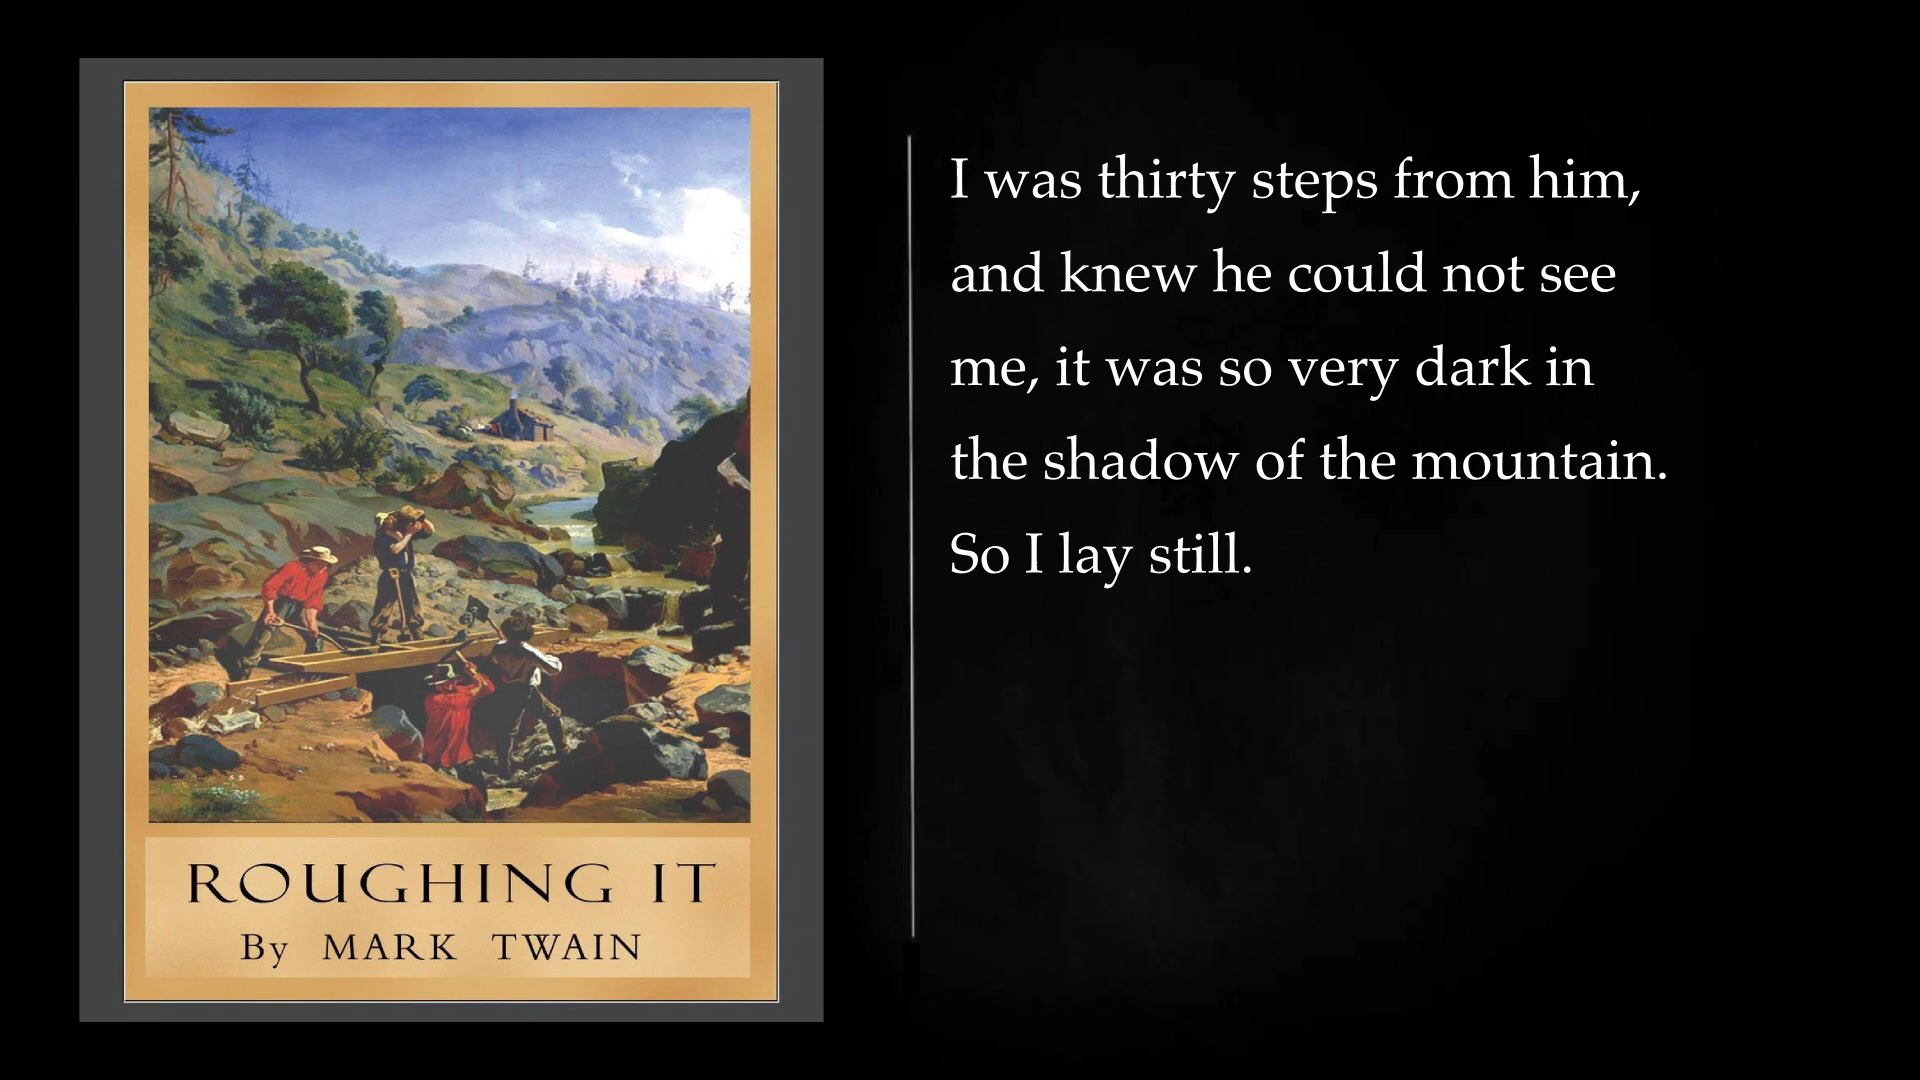 ROUGHING IT
By MARK TWAIN
I was thirty steps from him,
and knew he could not see
me, it was so very dark in
the shadow of the mountain.
So I lay still.